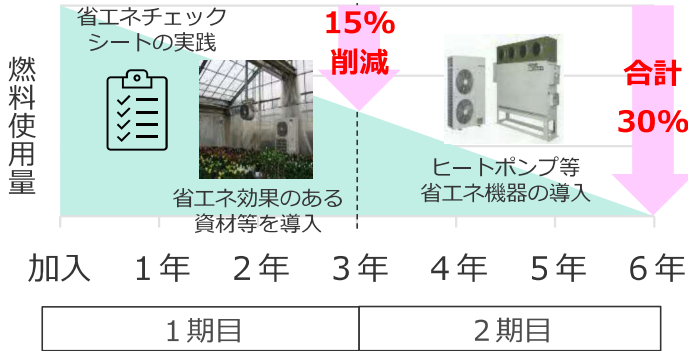 省エネチェック
シートの実践
15%
削減
合計
30%
燃料使用量
省エネ効果のある
資材等を導入
ヒートポンプ等
省エネ機器の導入
加入
1年
2年
3年
4年
5年
6年
1期目
2期目